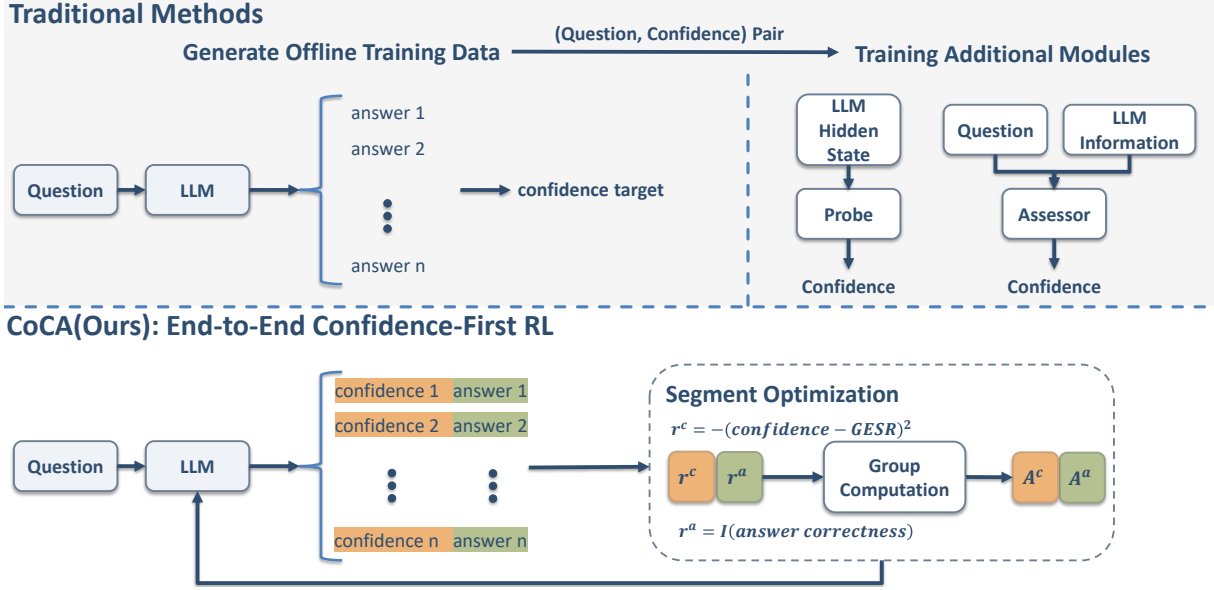 Traditional Methods
Generate Offline Training Data
(Question, Confidence) Pair
Training Additional Modules
Question
LLM
answer 1
answer 2
answer n
confidence target
LLM
Hidden
State
Probe
Confidence
Question
LLM
Information
Assessor
Confidence
CoCA(Ours): End-to-End Confidence-First RL
Question
LLM
confidence 1 answer 1
confidence 2 answer 2
confidence n answer n
Segment Optimization
r^c = −(confidence − GESR)^2
r^c r^a
Group
Computation
A^c A^a
r^a = I(answer correctness)